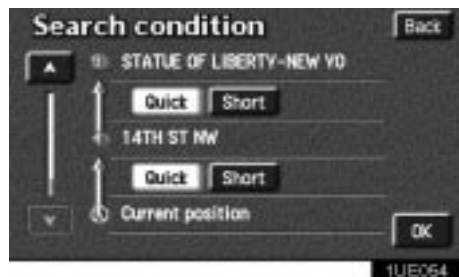 Search condition Back
STATUE OF LIBERTY-NEW YO
Quick Short
14TH ST NW
Quick Short
Current position
OK
1UE054